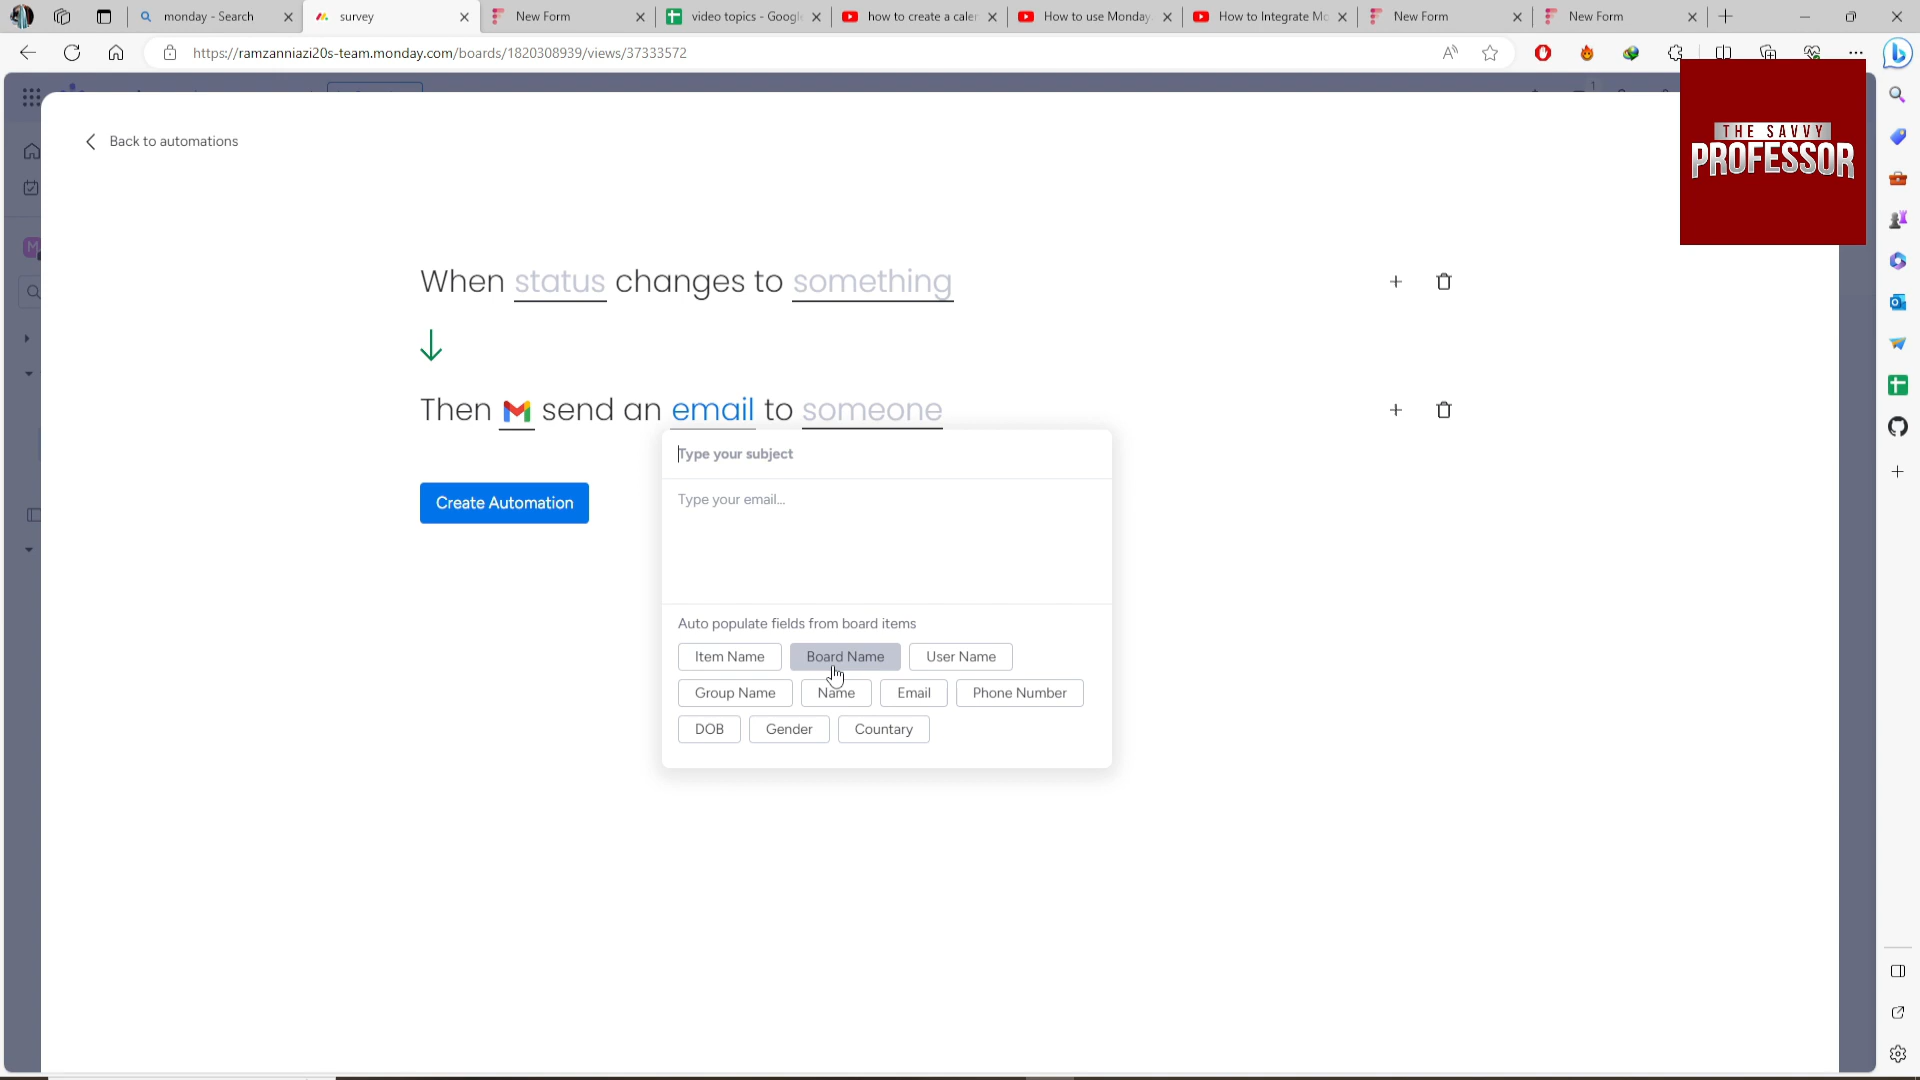 monday - Search
survey
New Form
video topics - Googl
how to create a caler
How to use Monday.
How to Integrate Mo
New Form
New Form
https://ramzanniazi20s-team.monday.com/boards/1820308939/views/37333572
THE SAVVY
PROFESSOR
Back to automations
When status changes to something
Then send an email to someone
Type your subject
Create Automation
Type your email...
Auto populate fields from board items
Item Name Board Name User Name
Group Name Name Email Phone Number
DOB Gender Countary